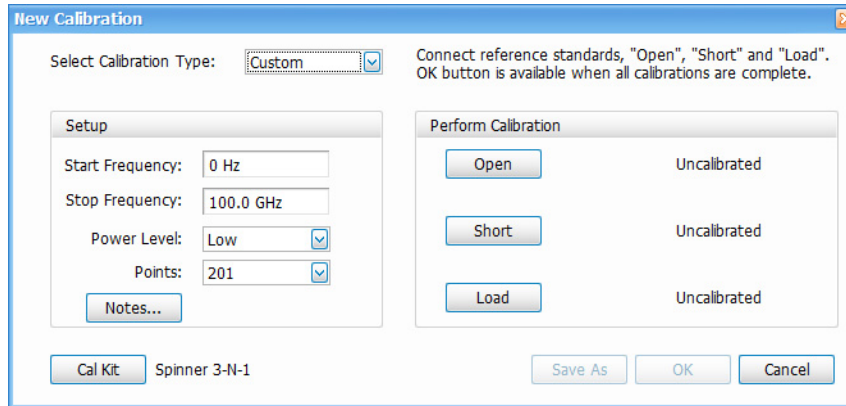 New Calibration
Select Calibration Type: Custom
Connect reference standards, "Open", "Short" and "Load".
OK button is available when all calibrations are complete.
Setup
Start Frequency: 0 Hz
Stop Frequency: 100.0 GHz
Power Level: Low
Points: 201
Notes...
Perform Calibration
Open Uncalibrated
Short Uncalibrated
Load Uncalibrated
Cal Kit Spinner 3-N-1
Save As OK Cancel